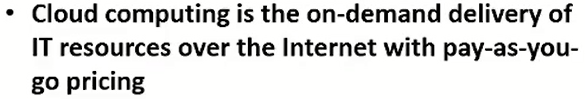 • Cloud computing is the on-demand delivery of
IT resources over the Internet with pay-as-you-
go pricing